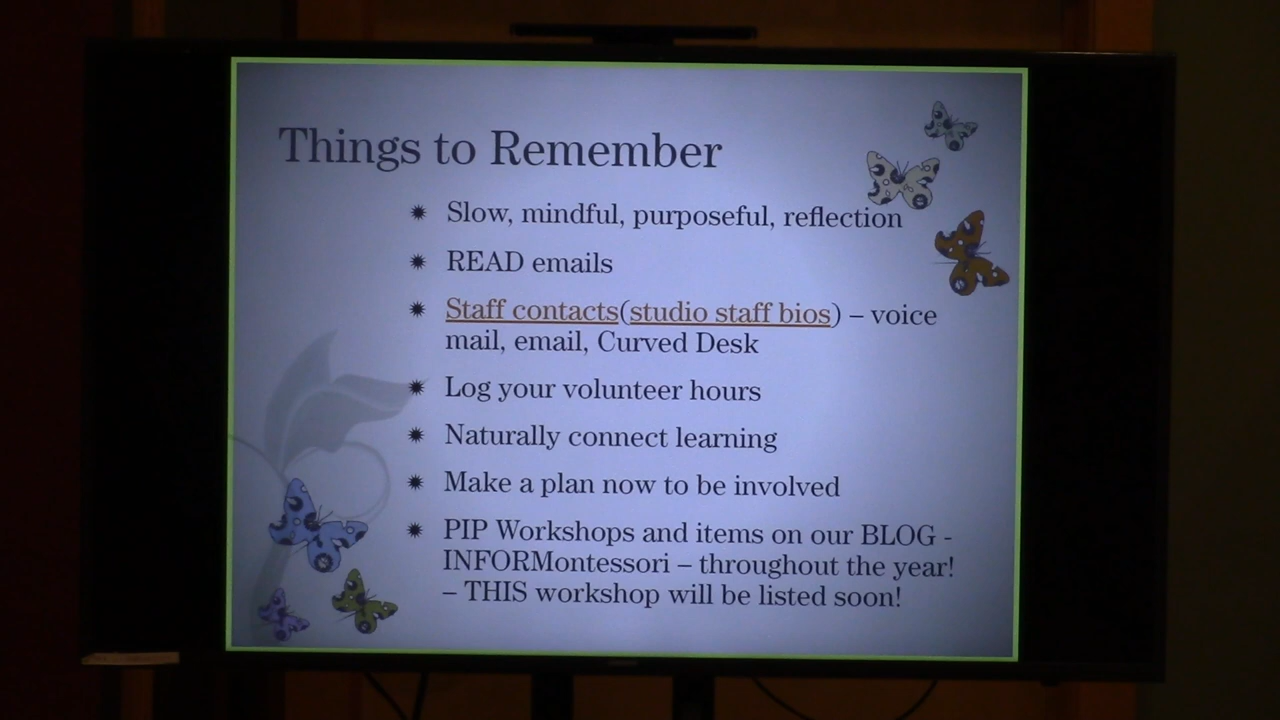 Things to Remember
Slow, mindful, purposeful, reflection
READ emails
Staff contacts(studio staff bios) – voice
mail, email, Curved Desk
Log your volunteer hours
Naturally connect learning
Make a plan now to be involved
PIP Workshops and items on our BLOG -
INFORMontessori – throughout the year!
– THIS workshop will be listed soon!